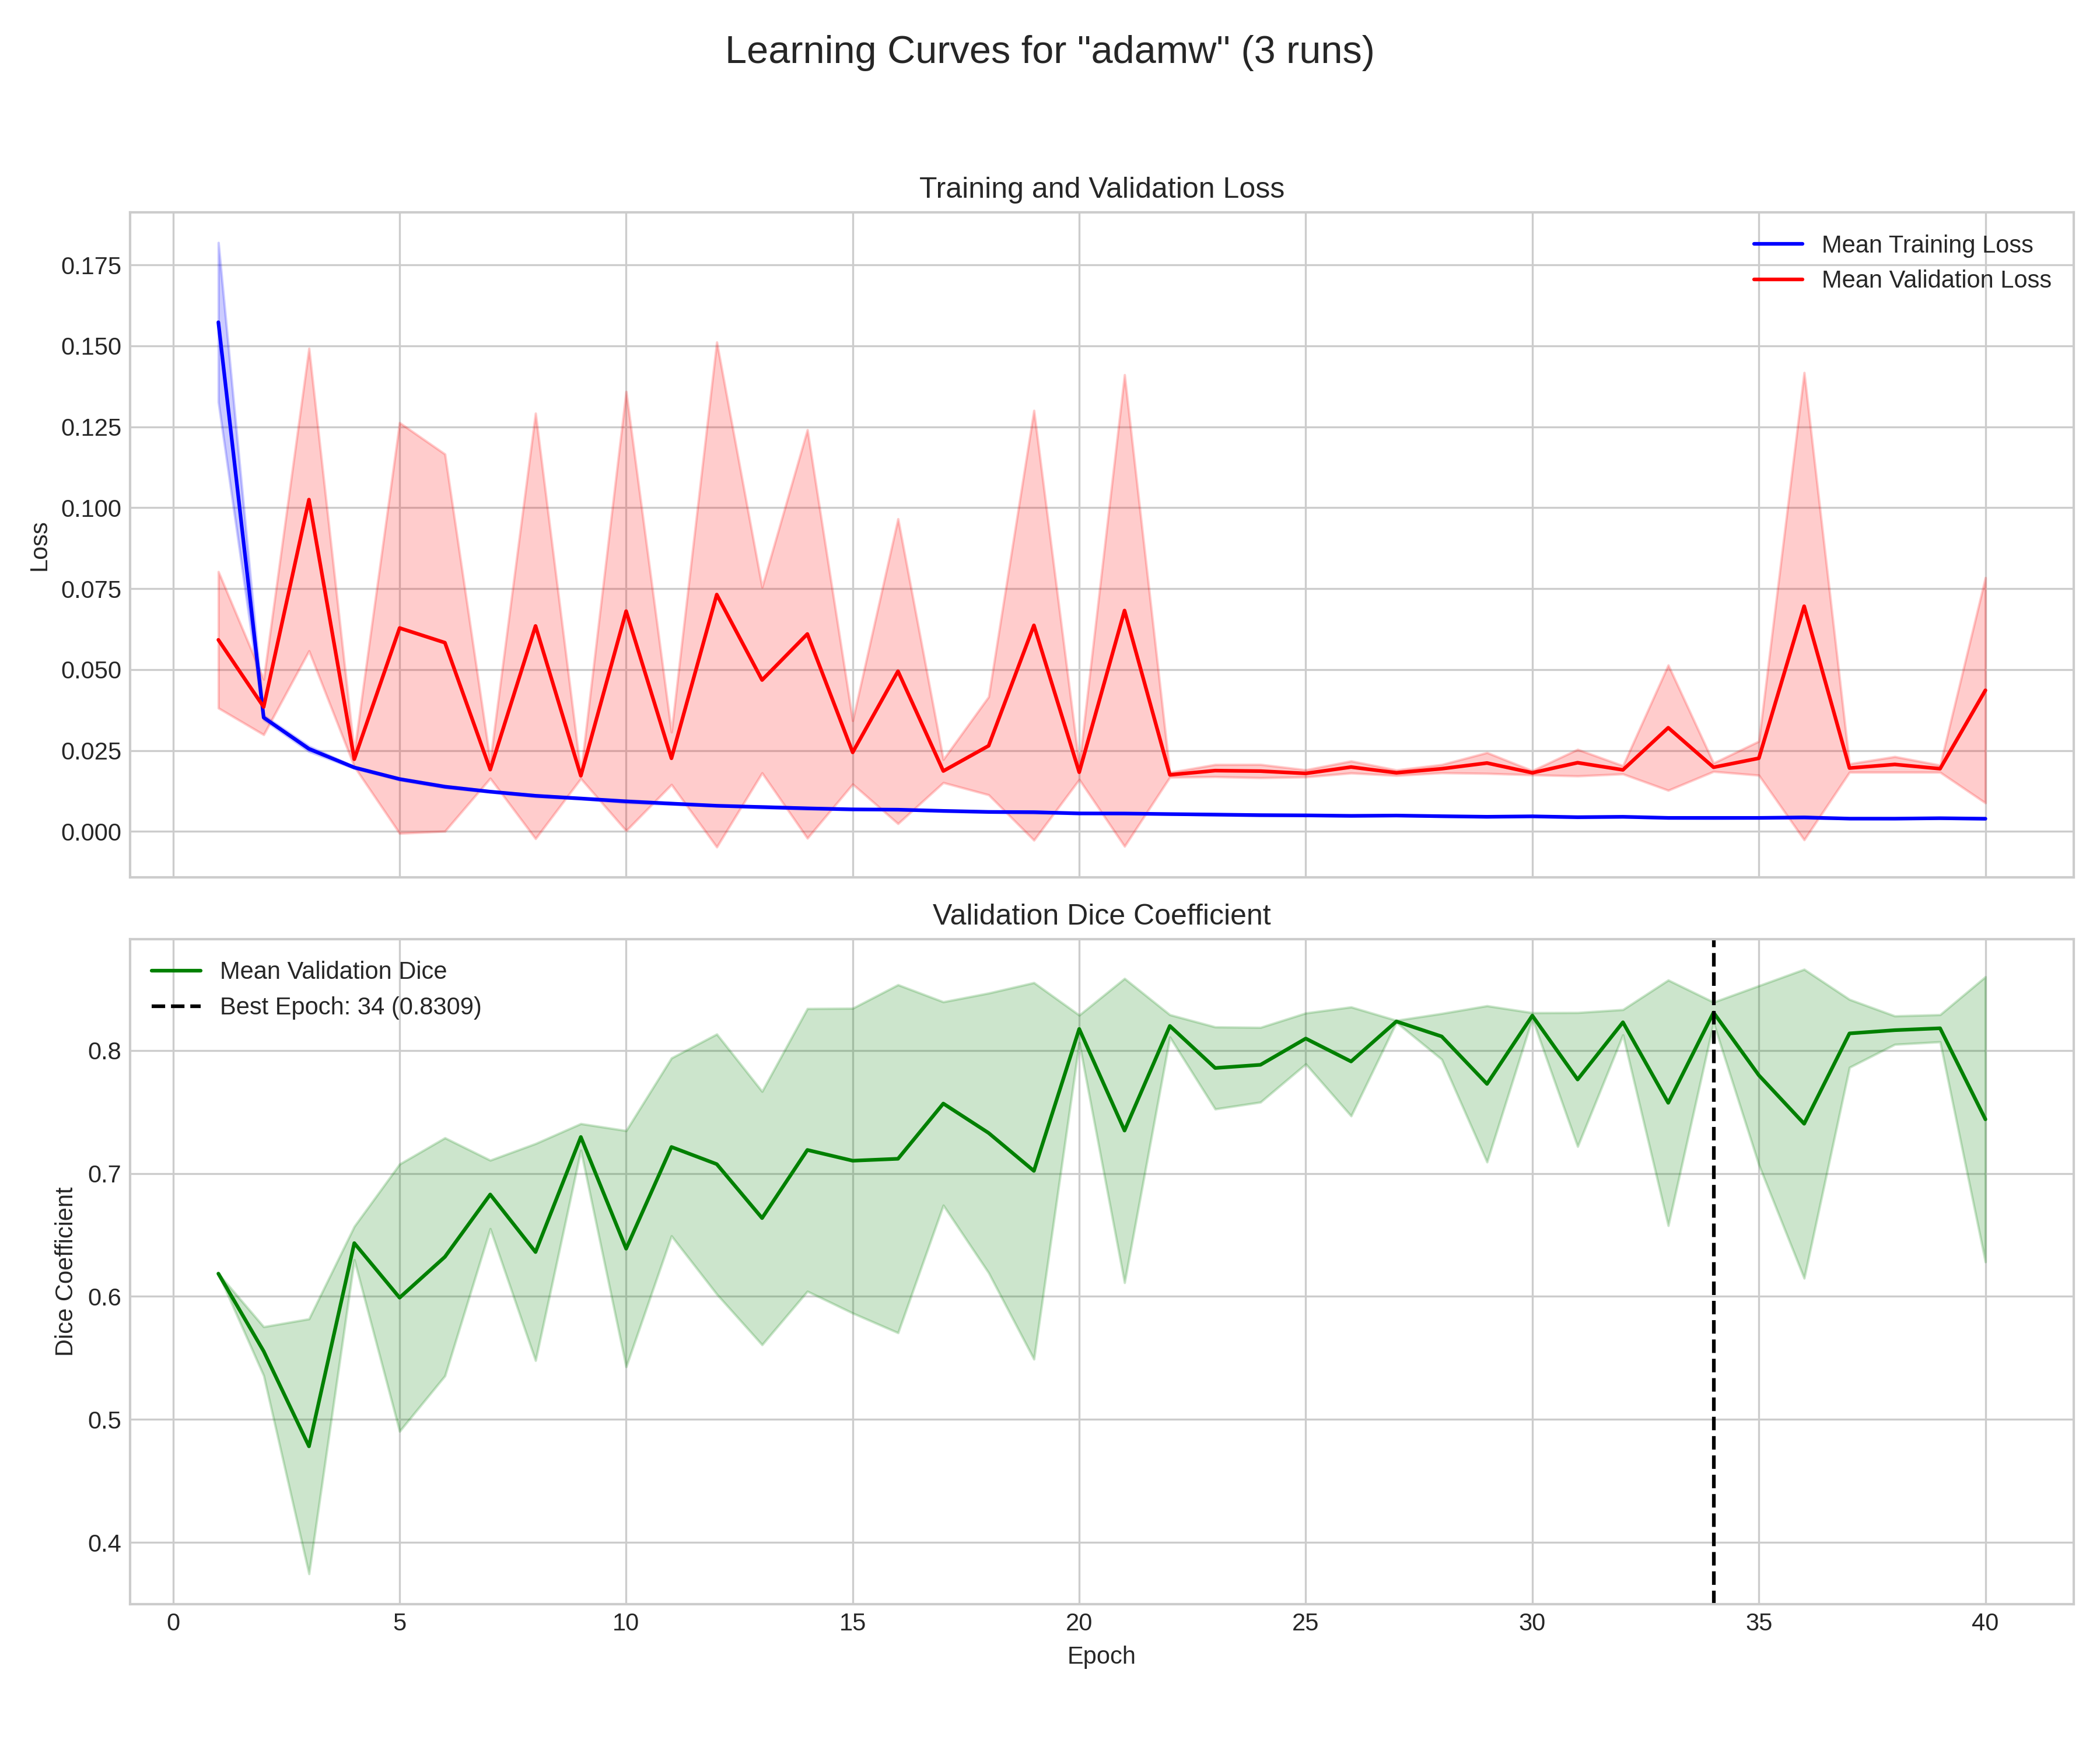 Learning Curves for "adamw" (3 runs)
Training and Validation Loss
Mean Training Loss
Mean Validation Loss
0.175
0.150
0.125
0.100
0.075
0.050
0.025
0.000
Loss
Validation Dice Coefficient
Mean Validation Dice
Best Epoch: 34 (0.8309)
0.8
0.7
0.6
0.5
0.4
Dice Coefficient
0 5 10 15 20 25 30 35 40
Epoch